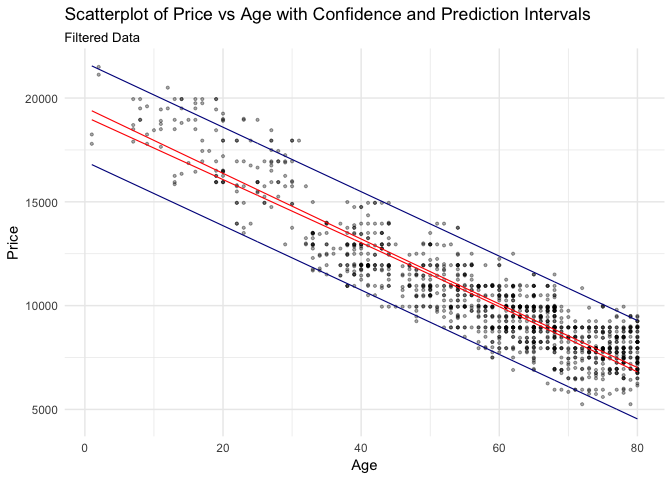 Scatterplot of Price vs Age with Confidence and Prediction Intervals
Filtered Data
20000
15000
10000
5000
Price
0 20 40 60 80
Age